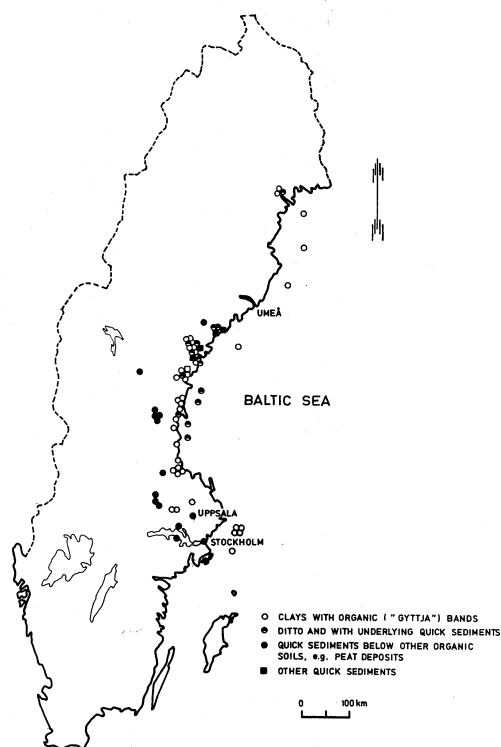 UMEÅ
BALTIC SEA
UPPSALA
STOCKHOLM
CLAYS WITH ORGANIC ("GYTTJA") BANDS
DITTO AND WITH UNDERLYING QUICK SEDIMENTS
QUICK SEDIMENTS BELOW OTHER ORGANIC
SOILS, e.g. PEAT DEPOSITS
OTHER QUICK SEDIMENTS
0 100 km